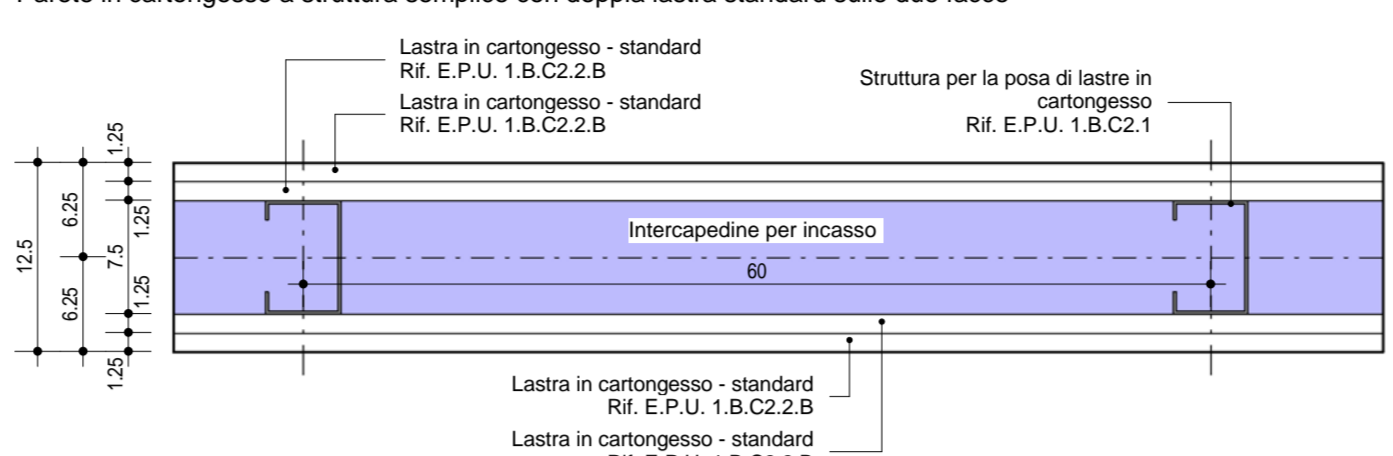 Parete in cartongesso a struttura semplice con doppia lastra standard sulle due facce
Lastra in cartongesso - standard
Rif. E.P.U. 1.B.C2.2.B
Lastra in cartongesso - standard
Rif. E.P.U. 1.B.C2.2.B
Struttura per la posa di lastre in
cartongesso
Rif. E.P.U. 1.B.C2.1
1.25
6.25
1.25
12.5
7.5
6.25
1.25
1.25
Intercapedine per incasso
60
Lastra in cartongesso - standard
Rif. E.P.U. 1.B.C2.2.B
Lastra in cartongesso - standard